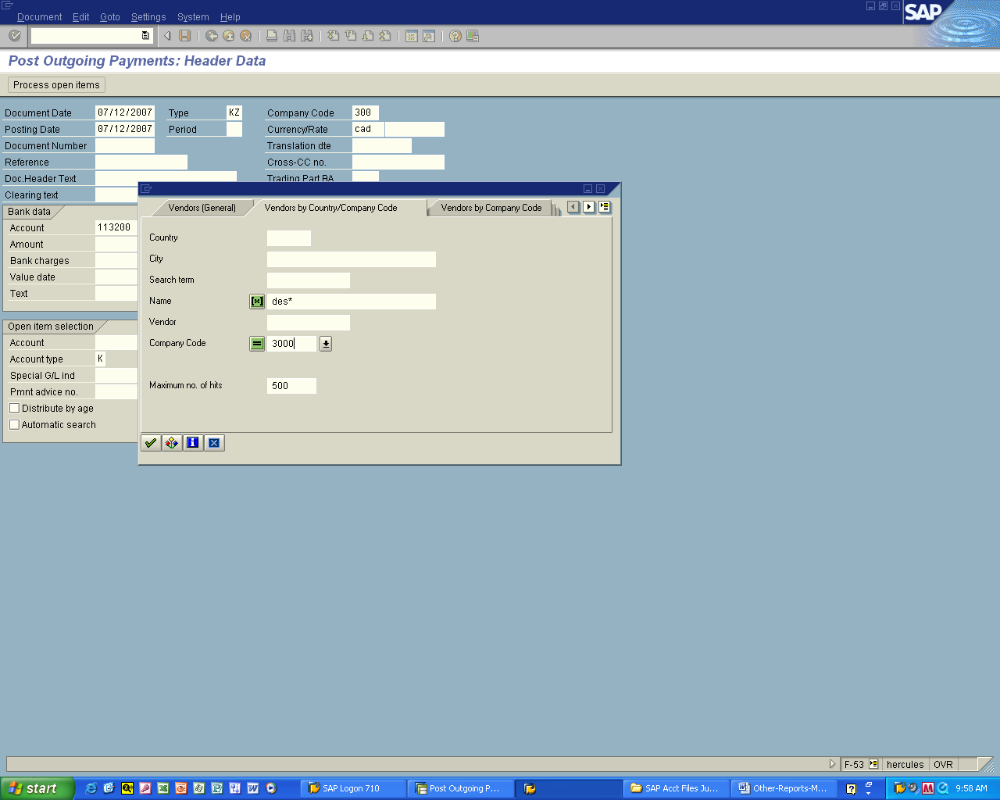 Document Edit Goto Settings System Help
SAP
Post Outgoing Payments: Header Data
Process open items
Document Date 07/12/2007 Type KZ Company Code 300
Posting Date 07/12/2007 Period Currency/Rate cad
Document Number Translation dte
Reference Cross-CC no.
Doc.Header Text Trading Part.BA
Clearing text
Bank data
Account 113200
Amount
Bank charges
Value date
Text
Open item selection
Account
Account type K
Special G/L ind
Pmnt advice no.
Distribute by age
Automatic search
Vendors (General) Vendors by Country/Company Code Vendors by Company Code
Country
City
Search term
Name des*
Vendor
Company Code 3000
Maximum no. of hits 500
F-53 hercules OVR
start SAP Logon 710 Post Outgoing P... SAP Acct Files Ju... Other-Reports-M... 9:58 AM